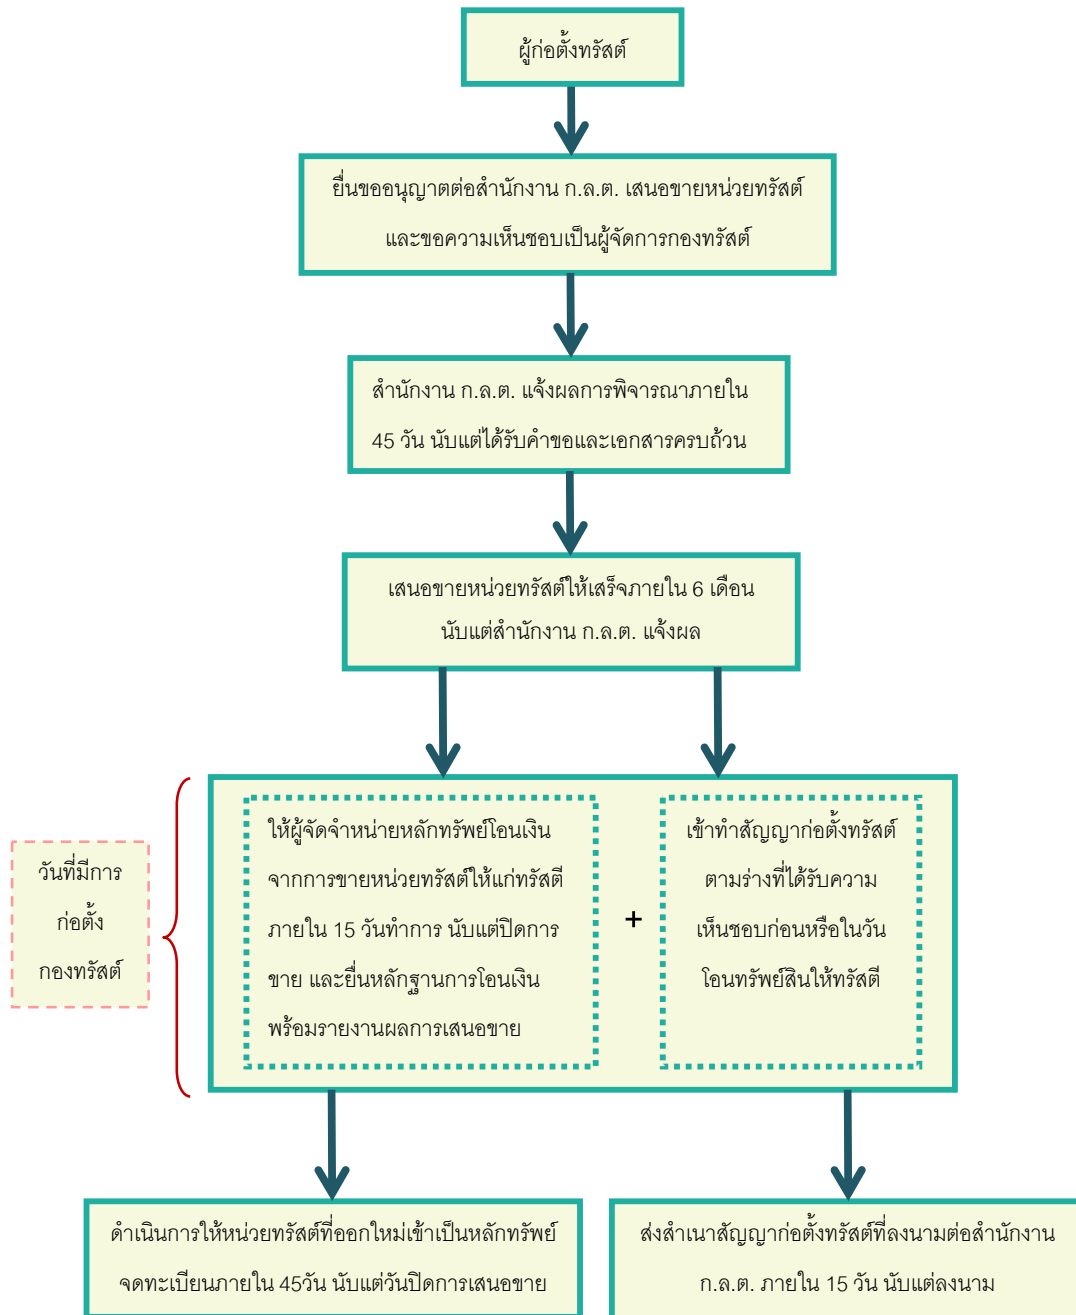 ผู้ก่อตั้งทรัสต์
ยื่นขออนุญาตต่อสำนักงาน ก.ล.ต. เสนอขายหน่วยทรัสต์
และขอความเห็นชอบเป็นผู้จัดการกองทรัสต์
สำนักงาน ก.ล.ต. แจ้งผลการพิจารณาภายใน
45 วัน นับแต่ได้รับคำขอและเอกสารครบถ้วน
เสนอขายหน่วยทรัสต์ให้เสร็จภายใน 6 เดือน
นับแต่สำนักงาน ก.ล.ต. แจ้งผล
วันที่มีการ
ก่อตั้ง
กองทรัสต์
ให้ผู้จัดจำหน่ายหลักทรัพย์โอนเงิน
จากการขายหน่วยทรัสต์ให้แก่ทรัสตี
ภายใน 15 วันทำการ นับแต่ปิดการ
ขาย และยื่นหลักฐานการโอนเงิน
พร้อมรายงานผลการเสนอขาย
+
เข้าทำสัญญาก่อตั้งทรัสต์
ตามร่างที่ได้รับความ
เห็นชอบก่อนหรือในวัน
โอนทรัพย์สินให้ทรัสตี
ดำเนินการให้หน่วยทรัสต์ที่ออกใหม่เข้าเป็นหลักทรัพย์
จดทะเบียนภายใน 45วัน นับแต่วันปิดการเสนอขาย
ส่งสำเนาสัญญาก่อตั้งทรัสต์ที่ลงนามต่อสำนักงาน
ก.ล.ต. ภายใน 15 วัน นับแต่ลงนาม